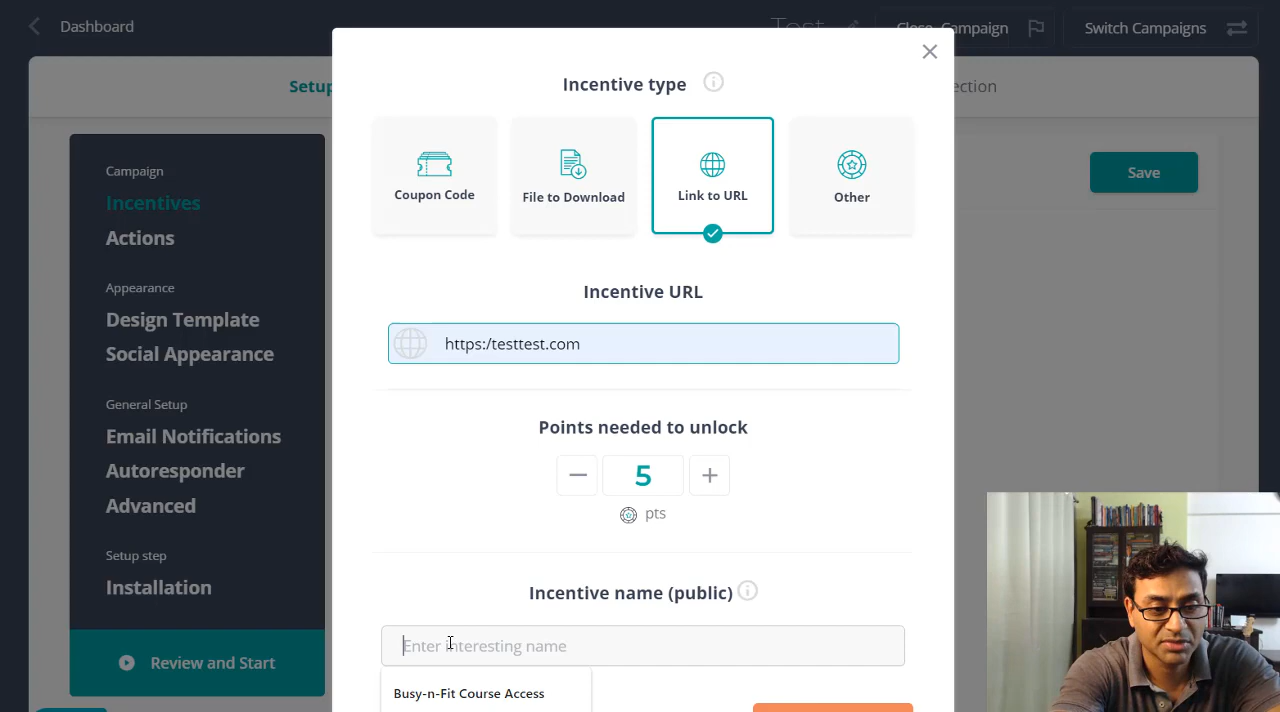 Dashboard
Test
Close Campaign
Switch Campaigns
Setup
ection
Save
Campaign
Incentives
Actions
Appearance
Design Template
Social Appearance
General Setup
Email Notifications
Autoresponder
Advanced
Setup step
Installation
Review and Start
Incentive type
Coupon Code
File to Download
Link to URL
Other
Incentive URL
https:/testtest.com
Points needed to unlock
5
pts
Incentive name (public)
Enter interesting name
Busy-n-Fit Course Access